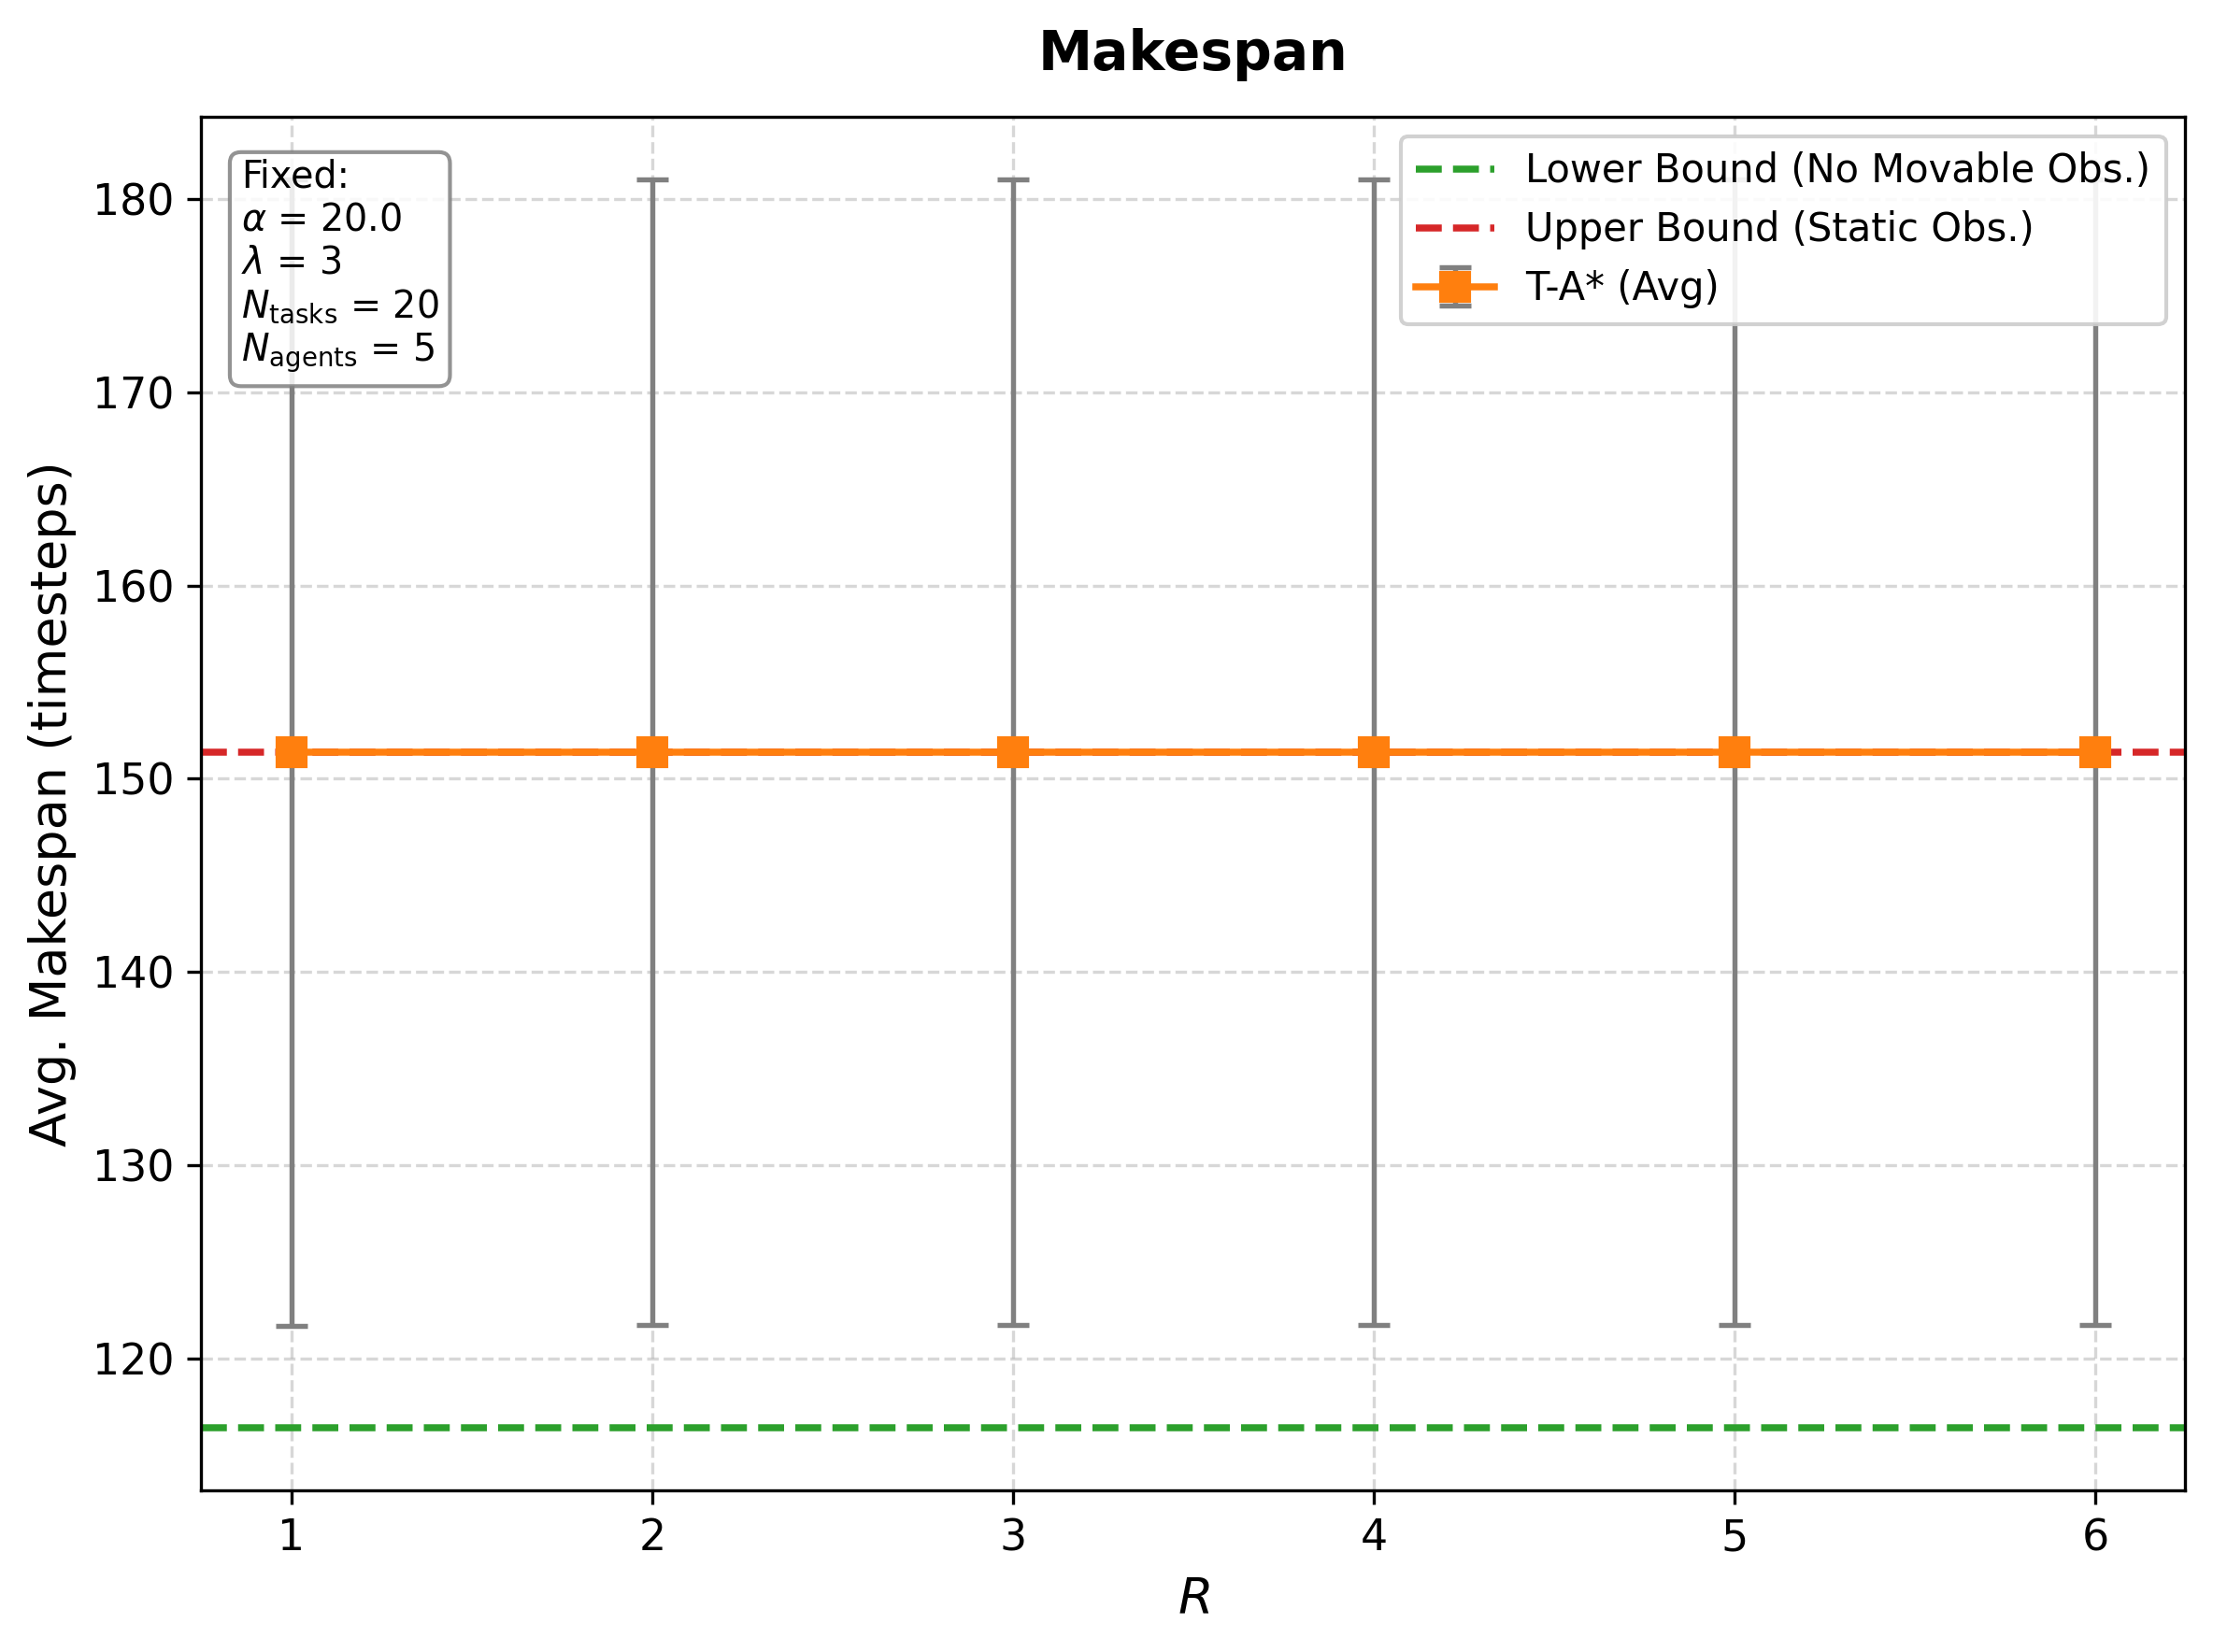 Makespan
Fixed:
α = 20.0
λ = 3
N_tasks = 20
N_agents = 5
Lower Bound (No Movable Obs.)
Upper Bound (Static Obs.)
T-A* (Avg)
Avg. Makespan (timesteps)
180
170
160
150
140
130
120
1 2 3 4 5 6
R